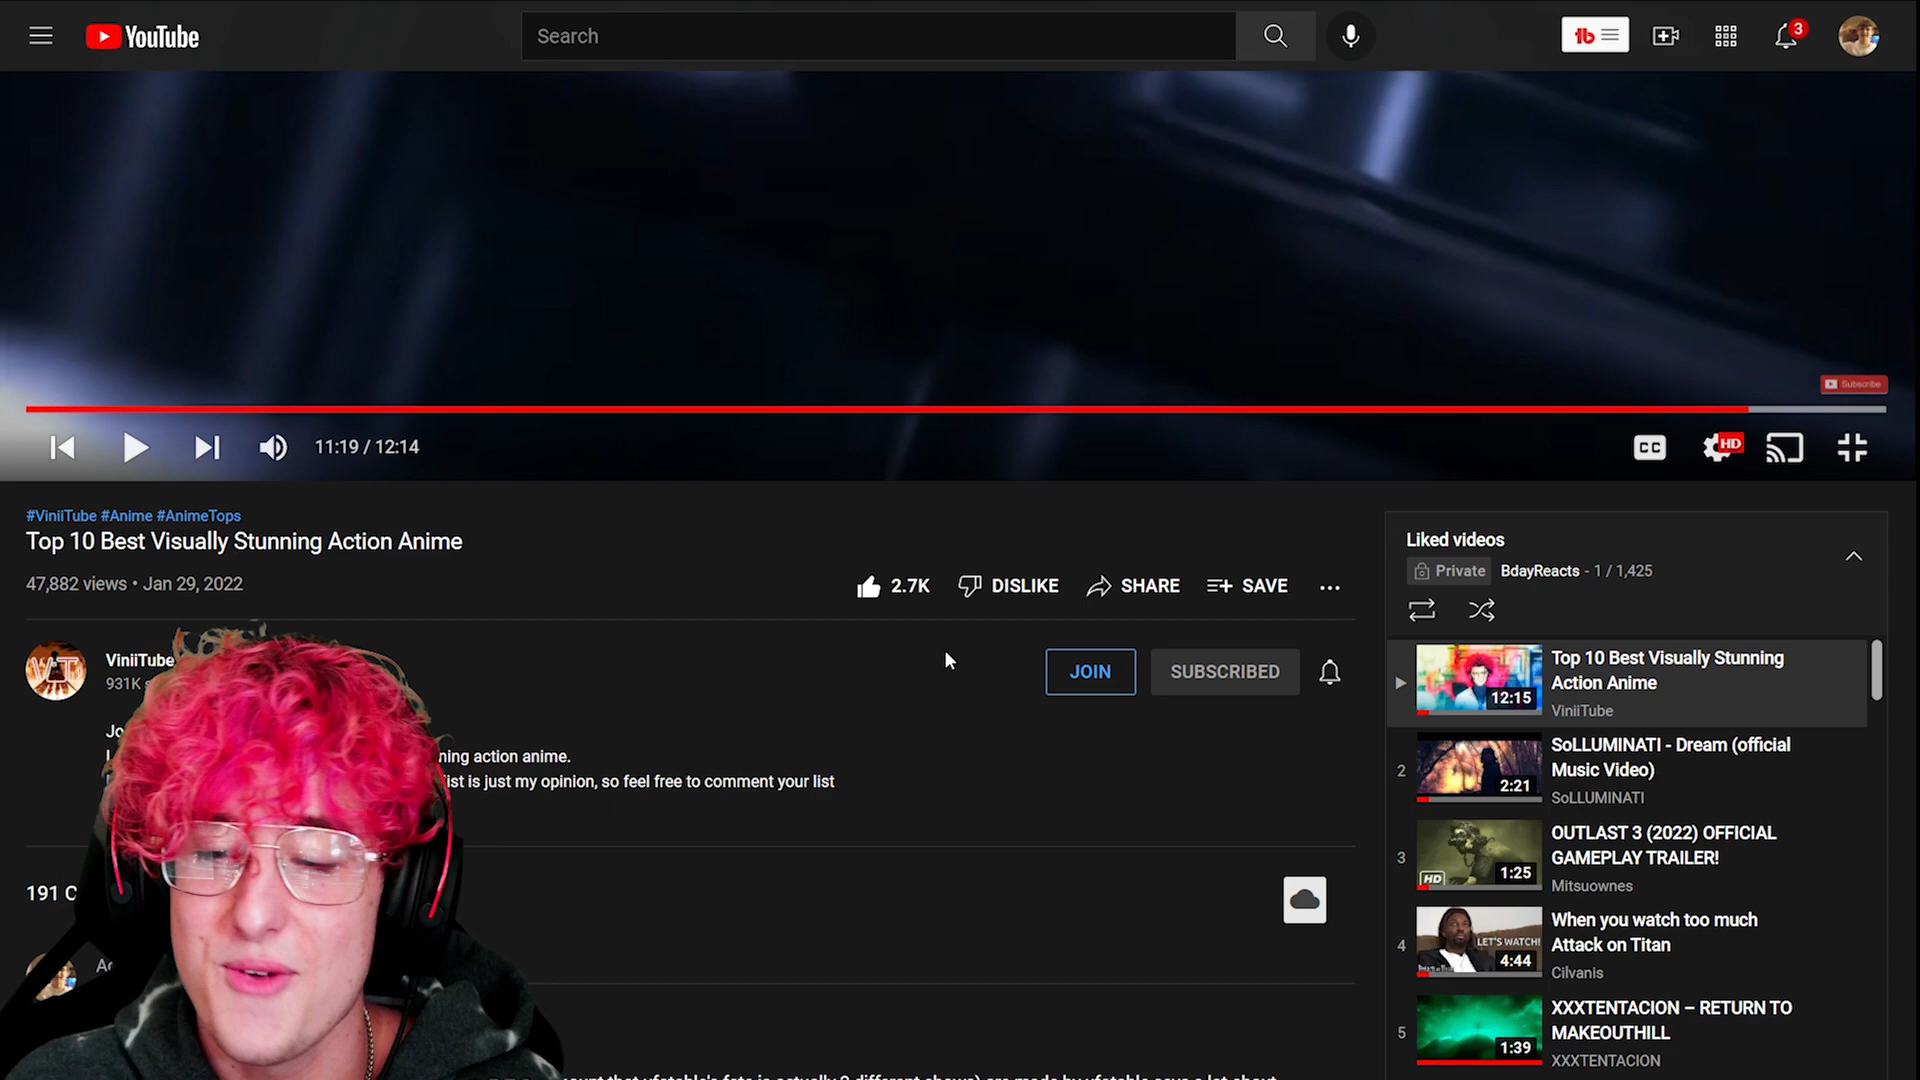 YouTube
Search
3
Subscribe
11:19 / 12:14
CC
HD
#ViniiTube #Anime #AnimeTops
Top 10 Best Visually Stunning Action Anime
47,882 views • Jan 29, 2022
2.7K
DISLIKE
SHARE
SAVE
ViniiTube
931K
JOIN
SUBSCRIBED
ning action anime.
list is just my opinion, so feel free to comment your list
191 C
Liked videos
Private
BdayReacts - 1 / 1,425
12:15
Top 10 Best Visually Stunning
Action Anime
ViniiTube
2
2:21
SoLLUMINATI - Dream (official
Music Video)
SoLLUMINATI
3
HD
1:25
OUTLAST 3 (2022) OFFICIAL
GAMEPLAY TRAILER!
Mitsuownes
4
LET'S WATCH!
4:44
When you watch too much
Attack on Titan
Cilvanis
5
1:39
XXXTENTACION – RETURN TO
MAKEOUTHILL
XXXTENTACION